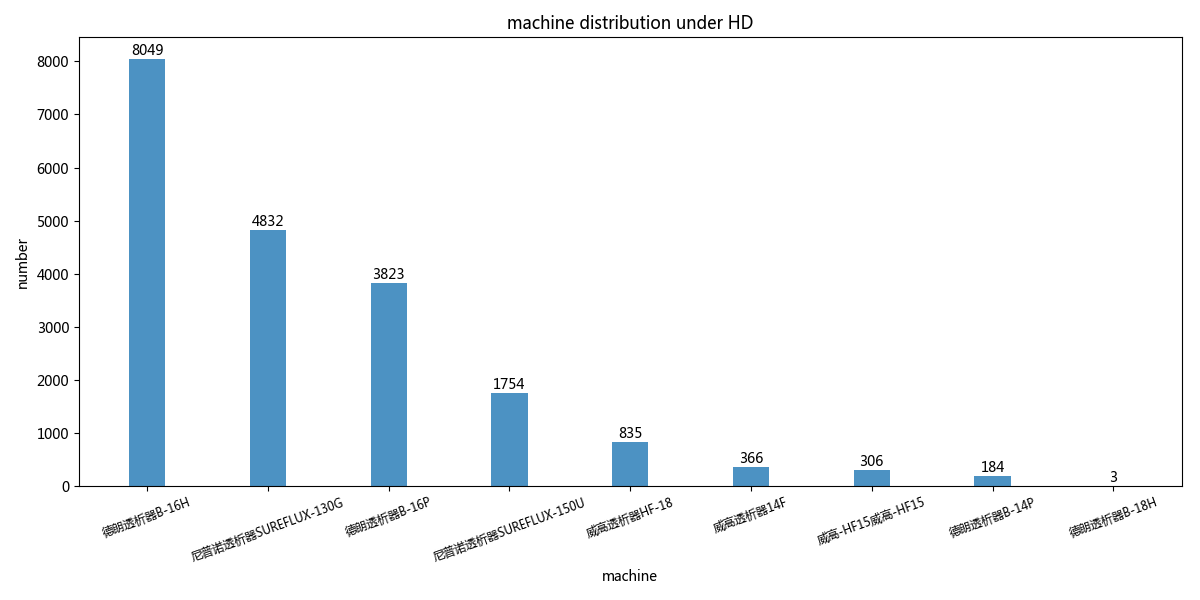 machine distribution under HD
number
8000
7000
6000
5000
4000
3000
2000
1000
0
8049
4832
3823
1754
835
366
306
184
3
德朗透析器B-16H
尼普诺透析器SUREFLUX-130G
德朗透析器B-16P
尼普诺透析器SUREFLUX-150U
威高透析器HF-18
威高透析器14F
威高-HF15威高-HF15
德朗透析器B-14P
德朗透析器B-18H
machine